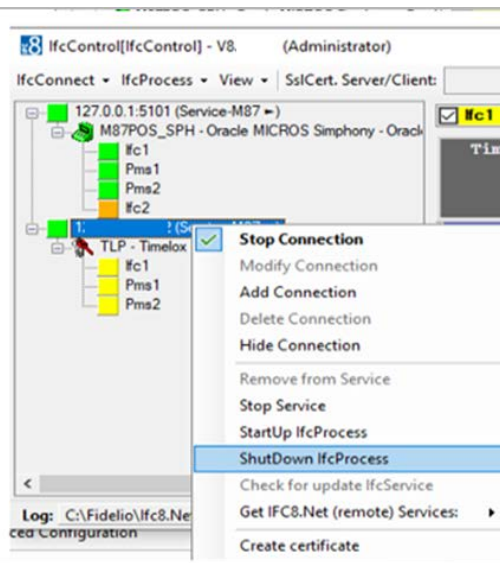 IfcControl[IfcControl] - V8. (Administrator)
IfcConnect IfcProcess View SslCert. Server/Client:
127.0.0.1:5101 (Service-M87
M87POS_SPH - Oracle MICROS Simphony - Oracl
Ifc1
Pms1
Pms2
Ifc2
TLP - Timelox
Ifc1
Pms1
Pms2
Ifc1
Tim
Stop Connection
Modify Connection
Add Connection
Delete Connection
Hide Connection
Remove from Service
Stop Service
StartUp IfcProcess
ShutDown IfcProcess
Check for update IfcService
Get IFC8.Net (remote) Services:
Create certificate
Log: C:\Fidelio\Ifc8.Ne
ced Configuration